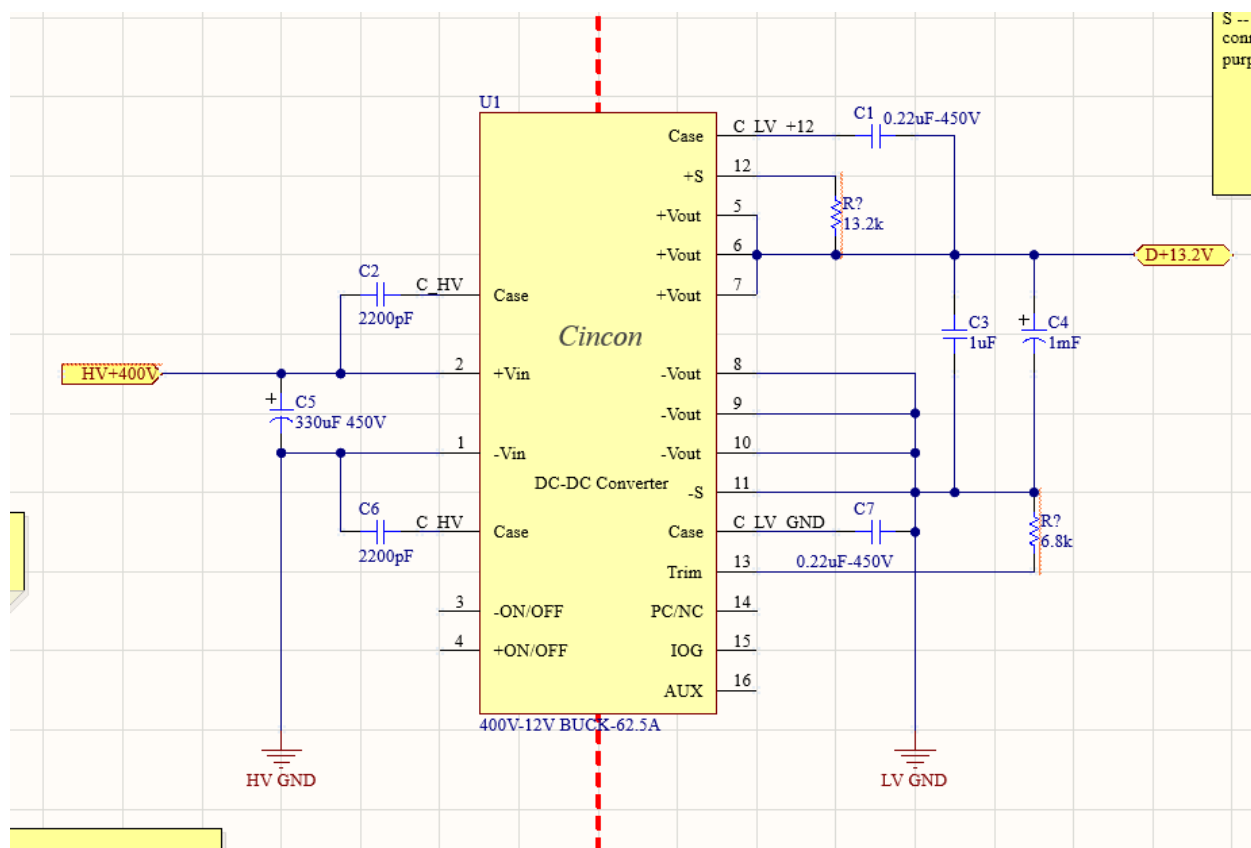 S --
conn
purp
U1
Case
C_LV_+12
C1
0.22uF-450V
+S
12
R?
13.2k
+Vout
5
+Vout
6
D+13.2V
+Vout
7
C2
2200pF
C_HV
Case
Cincon
C3
1uF
+
C4
1mF
HV+400V
2
+Vin
-Vout
8
+
C5
330uF 450V
-Vout
9
1
-Vin
-Vout
10
DC-DC Converter
-S
11
C6
2200pF
C_HV
Case
Case
C_LV_GND
C7
0.22uF-450V
R?
6.8k
Trim
13
3
-ON/OFF
PC/NC
14
4
+ON/OFF
IOG
15
AUX
16
400V-12V BUCK-62.5A
HV GND
LV GND